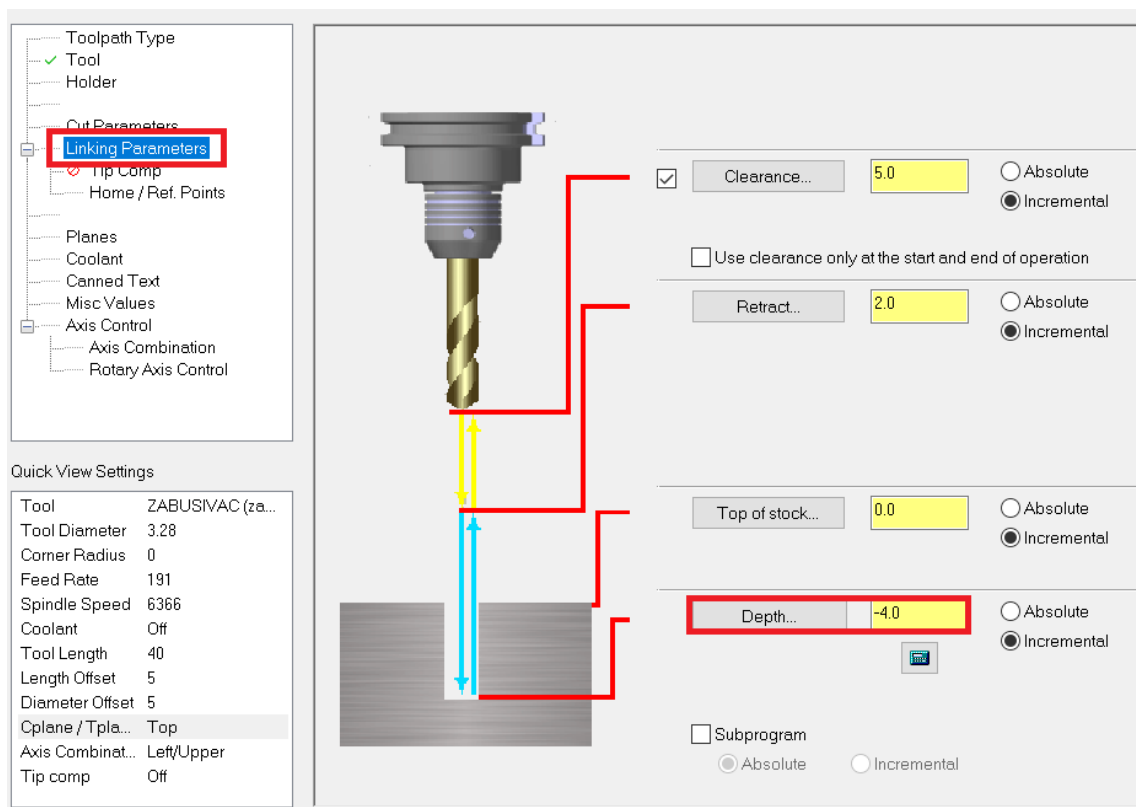 Toolpath Type
Tool
Holder
Cut Parameters
Linking Parameters
Tip Comp
Home / Ref. Points
Planes
Coolant
Canned Text
Misc Values
Axis Control
Axis Combination
Rotary Axis Control
Quick View Settings
Tool ZABUSIVAC (za...
Tool Diameter 3.28
Corner Radius 0
Feed Rate 191
Spindle Speed 6366
Coolant Off
Tool Length 40
Length Offset 5
Diameter Offset 5
Cplane / Tpla... Top
Axis Combinat... Left/Upper
Tip comp Off
Clearance... 5.0 Absolute
Incremental
Use clearance only at the start and end of operation
Retract... 2.0 Absolute
Incremental
Top of stock... 0.0 Absolute
Incremental
Depth... -4.0 Absolute
Incremental
Subprogram
Absolute Incremental